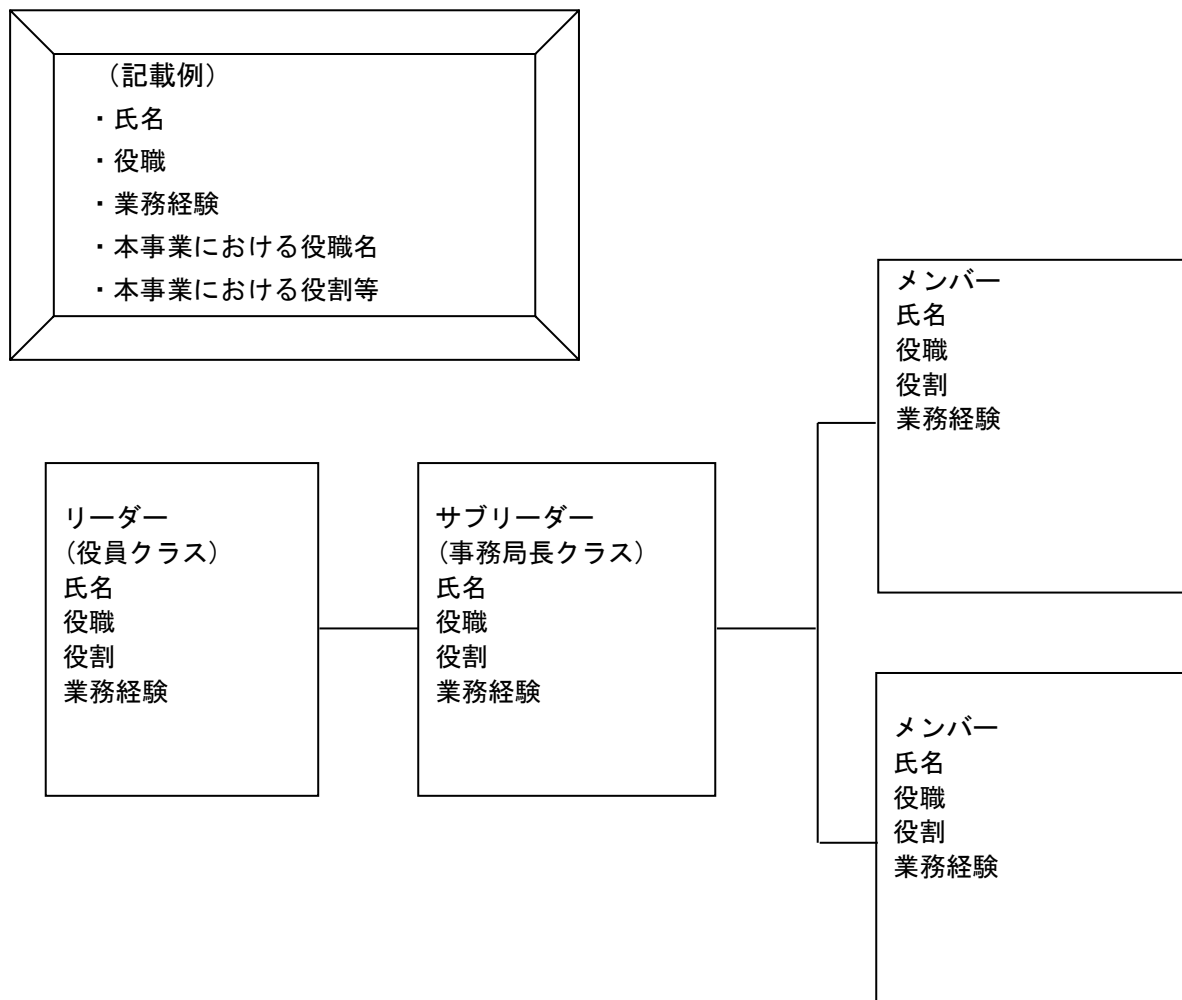 （記載例）
・氏名
・役職
・業務経験
・本事業における役職名
・本事業における役割等
リーダー
（役員クラス）
氏名
役職
役割
業務経験
サブリーダー
（事務局長クラス）
氏名
役職
役割
業務経験
メンバー
氏名
役職
役割
業務経験
メンバー
氏名
役職
役割
業務経験